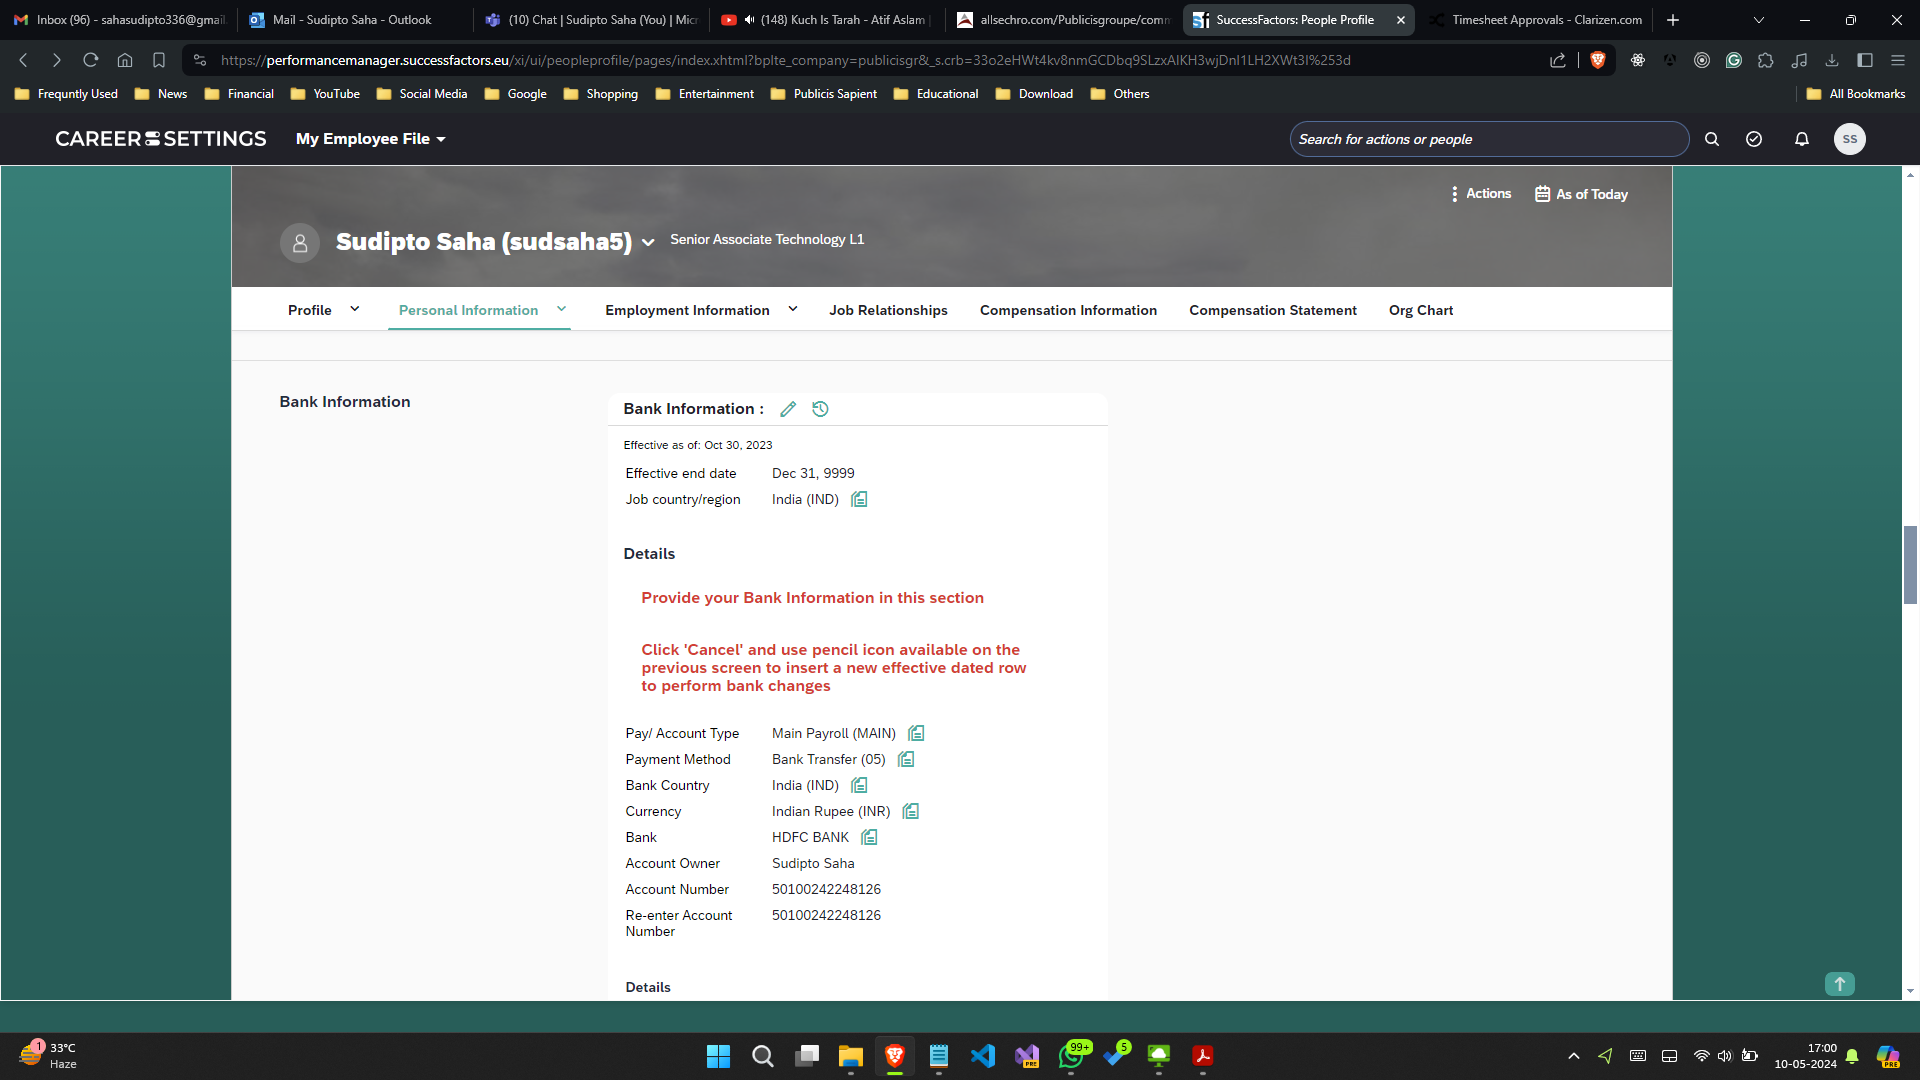 Inbox (96) - sahasudipto336@gmail.
Mail - Sudipto Saha - Outlook
(10) Chat | Sudipto Saha (You) | Micr
(148) Kuch Is Tarah - Atif Aslam |
allsechro.com/Publicisgroupe/comm
SuccessFactors: People Profile
Timesheet Approvals - Clarizen.com
https://performancemanager.successfactors.eu/xi/ui/peopleprofile/pages/index.xhtml?bplte_company=publicisgr&_s.crb=33o2eHWt4kv8nmGCDbq9SLzxAIKH3wjDnI1LH2XWt3I%253d
Frequntly Used
News
Financial
YouTube
Social Media
Google
Shopping
Entertainment
Publicis Sapient
Educational
Download
Others
All Bookmarks
CAREER SETTINGS
My Employee File
Search for actions or people
SS
Actions
As of Today
Sudipto Saha (sudsaha5)
Senior Associate Technology L1
Profile
Personal Information
Employment Information
Job Relationships
Compensation Information
Compensation Statement
Org Chart
Bank Information
Bank Information :
Effective as of: Oct 30, 2023
Effective end date Dec 31, 9999
Job country/region India (IND)
Details
Provide your Bank Information in this section
Click 'Cancel' and use pencil icon available on the
previous screen to insert a new effective dated row
to perform bank changes
Pay/ Account Type Main Payroll (MAIN)
Payment Method Bank Transfer (05)
Bank Country India (IND)
Currency Indian Rupee (INR)
Bank HDFC BANK
Account Owner Sudipto Saha
Account Number 50100242248126
Re-enter Account 50100242248126
Number
Details
1
33°C
Haze
PRE
99+
5
17:00
10-05-2024
PRE